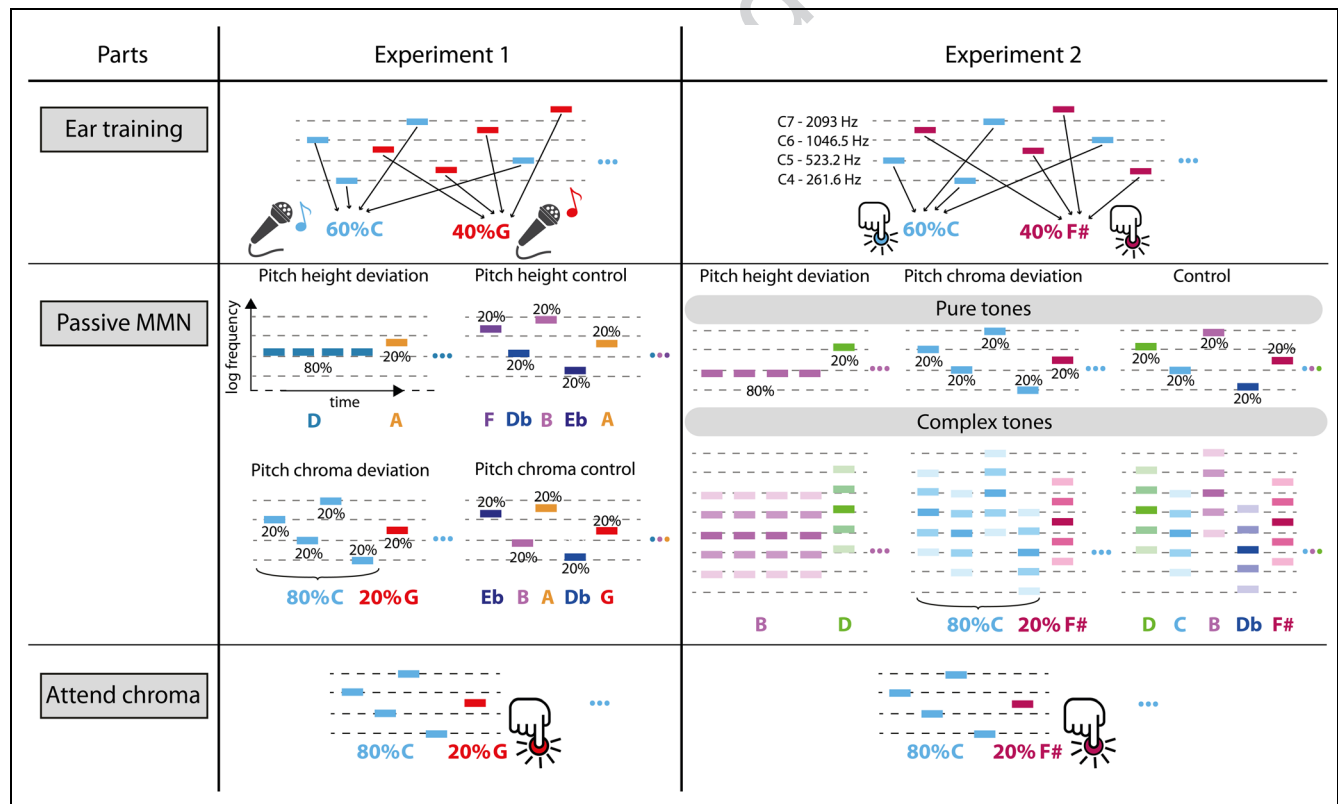 Parts
Experiment 1
Experiment 2
Ear training
60%C
40%G
C7 - 2093 Hz
C6 - 1046.5 Hz
C5 - 523.2 Hz
C4 - 261.6 Hz
60%C
40% F#
Passive MMN
Pitch height deviation
log frequency
80%
20%
time
D A
Pitch height control
20%
20%
20%
20%
20%
F Db B Eb A
Pitch chroma deviation
20%
20%
20%
20%
20%
80%C 20%G
Pitch chroma control
20%
20%
20%
20%
20%
Eb B A Db G
Pitch height deviation
Pitch chroma deviation
Control
Pure tones
80%
20%
20%
20%
20%
20%
20%
20%
20%
20%
20%
20%
Complex tones
B D
80%C 20% F#
D C B Db F#
Attend chroma
80%C 20%G
80%C 20% F#